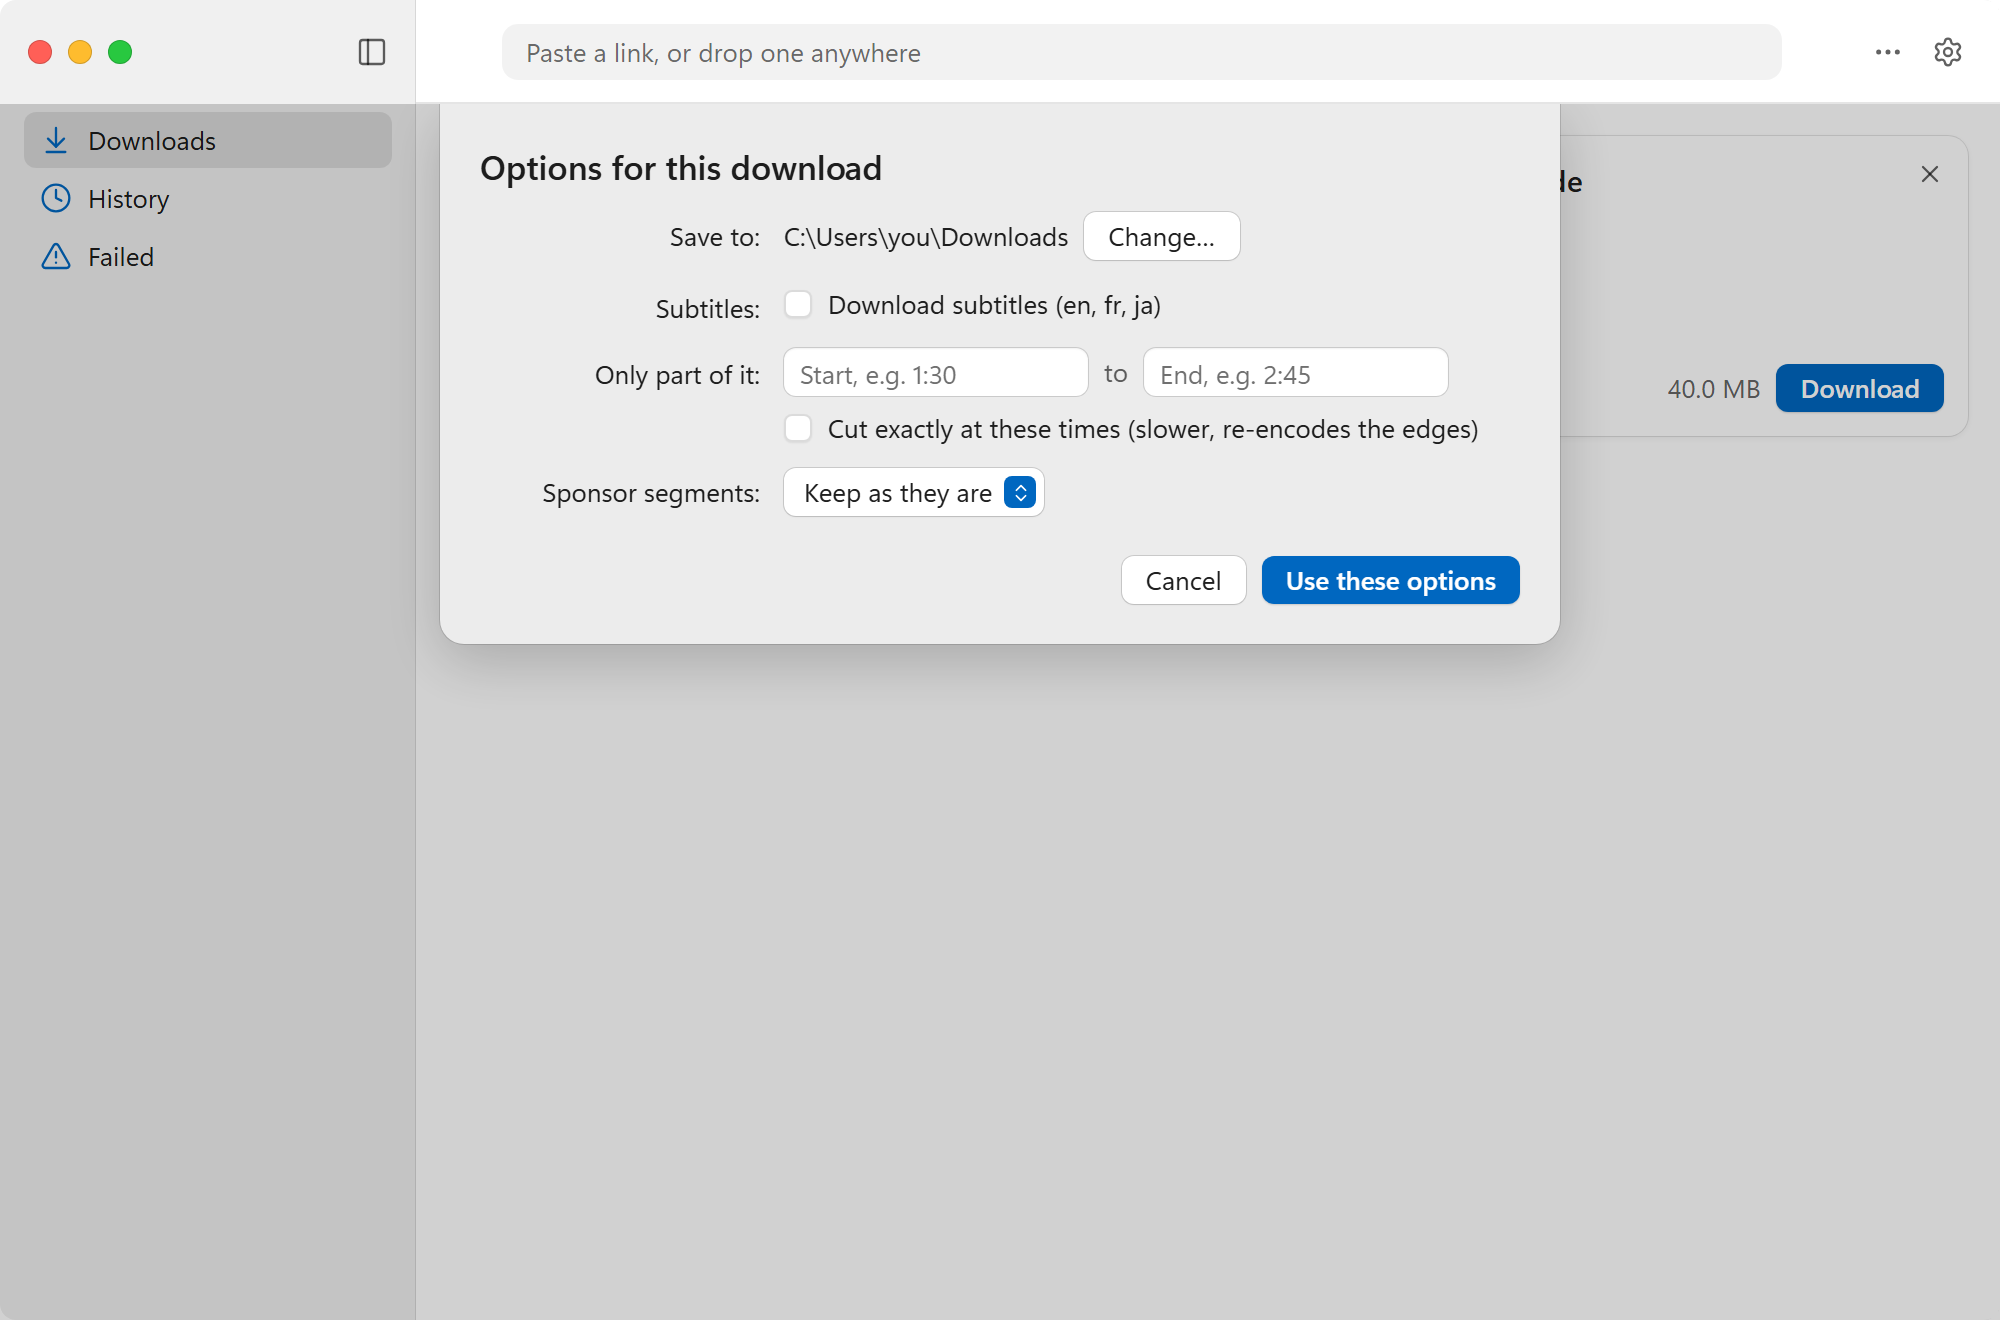 Paste a link, or drop one anywhere
Downloads
History
Failed
Options for this download
Save to: C:\Users\you\Downloads Change...
Subtitles: Download subtitles (en, fr, ja)
Only part of it: Start, e.g. 1:30 to End, e.g. 2:45
Cut exactly at these times (slower, re-encodes the edges)
Sponsor segments: Keep as they are
Cancel Use these options
40.0 MB Download